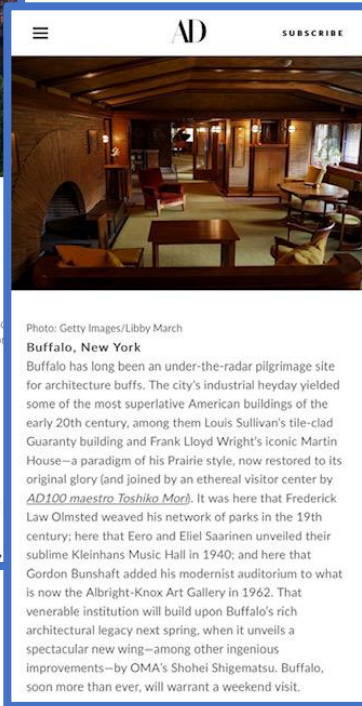 AD
SUBSCRIBE
Photo: Getty Images/Libby March
Buffalo, New York
Buffalo has long been an under-the-radar pilgrimage site
for architecture buffs. The city's industrial heyday yielded
some of the most superlative American buildings of the
early 20th century, among them Louis Sullivan's tile-clad
Guaranty building and Frank Lloyd Wright's iconic Martin
House—a paradigm of his Prairie style, now restored to its
original glory (and joined by an ethereal visitor center by
AD100 maestro Toshiko Mori). It was here that Frederick
Law Olmsted weaved his network of parks in the 19th
century; here that Eero and Eliel Saarinen unveiled their
sublime Kleinhans Music Hall in 1940; and here that
Gordon Bunshaft added his modernist auditorium to what
is now the Albright-Knox Art Gallery in 1962. That
venerable institution will build upon Buffalo's rich
architectural legacy next spring, when it unveils a
spectacular new wing—among other ingenious
improvements—by OMA's Shohei Shigematsu. Buffalo,
soon more than ever, will warrant a weekend visit.